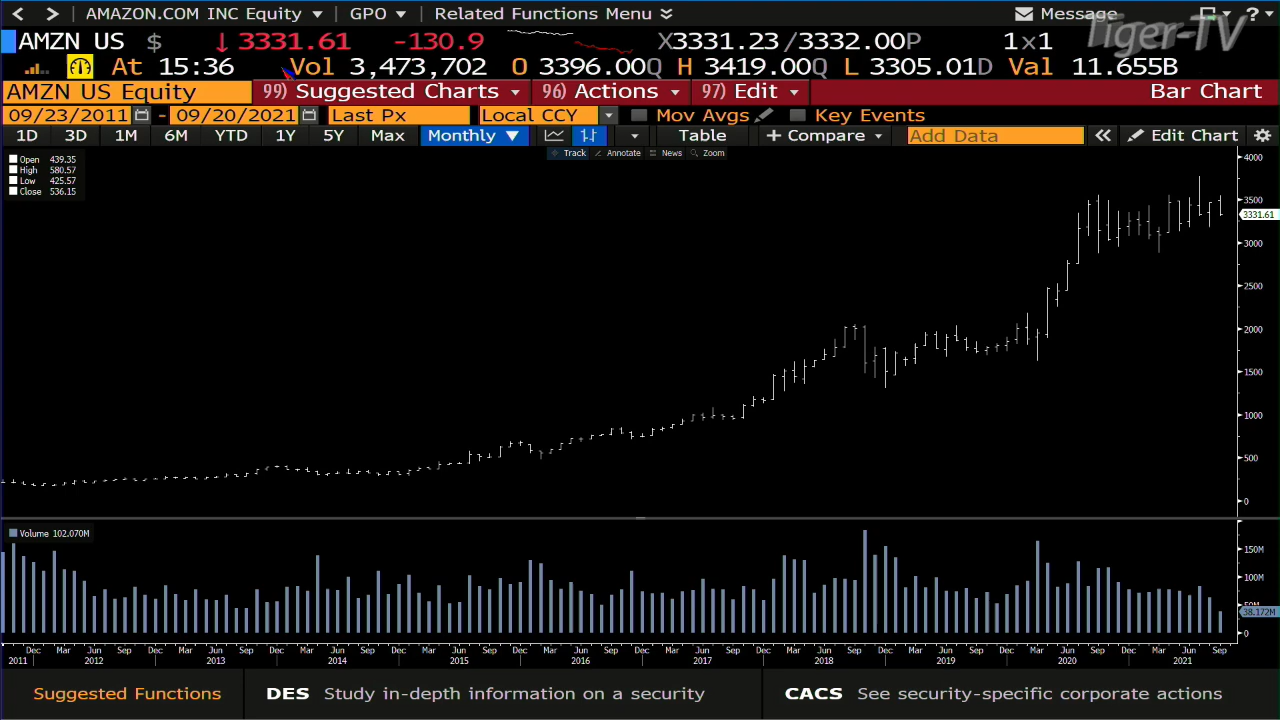 AMAZON.COM INC Equity GPO Related Functions Menu Message ?
Tiger-TV
AMZN US $ ↓3331.61 -130.9 X3331.23 /3332.00P 1×1
At 15:36 Vol 3,473,702 O 3396.00Q H 3419.00Q L 3305.01D Val 11.655B
AMZN US Equity 99) Suggested Charts 96) Actions 97) Edit Bar Chart
09/23/2011 - 09/20/2021 Last Px Local CCY Mov Avgs Key Events
1D 3D 1M 6M YTD 1Y 5Y Max Monthly ▼ Table + Compare Add Data « Edit Chart
Track Annotate News Zoom
Open 439.35
High 580.57
Low 425.57
Close 536.15
4000
3500
3331.61
3000
2500
2000
1500
1000
500
0
Volume 102.070M
150M
100M
50M
38.172M
0
Dec Mar Jun Sep Dec Mar Jun Sep Dec Mar Jun Sep Dec Mar Jun Sep Dec Mar Jun Sep Dec Mar Jun Sep Dec Mar Jun Sep Dec Mar Jun Sep Dec Mar Jun Sep Dec Mar Jun Sep
2011 2012 2013 2014 2015 2016 2017 2018 2019 2020 2021
Suggested Functions DES Study in-depth information on a security CACS See security-specific corporate actions